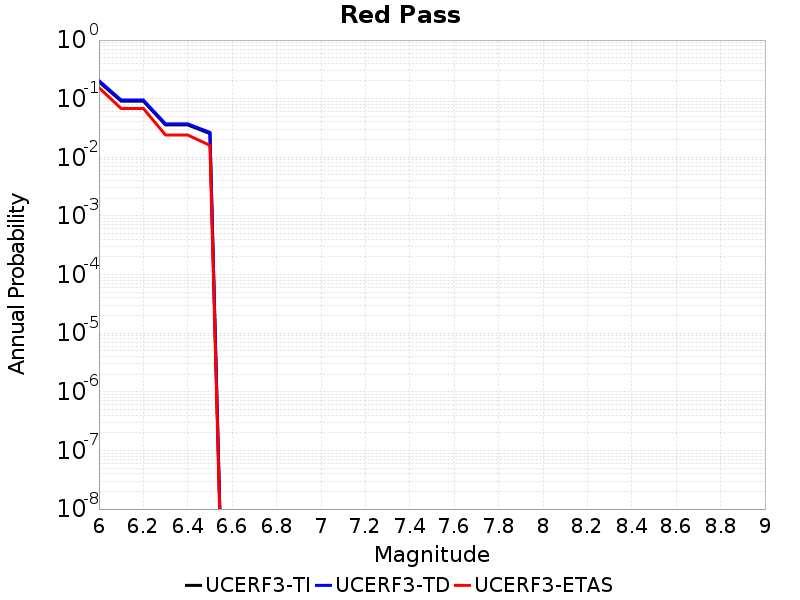 Red Pass
10^0
10^-1
10^-2
10^-3
10^-4
10^-5
10^-6
10^-7
10^-8
Annual Probability
6 6.2 6.4 6.6 6.8 7 7.2 7.4 7.6 7.8 8 8.2 8.4 8.6 8.8 9
Magnitude
UCERF3-TI UCERF3-TD UCERF3-ETAS